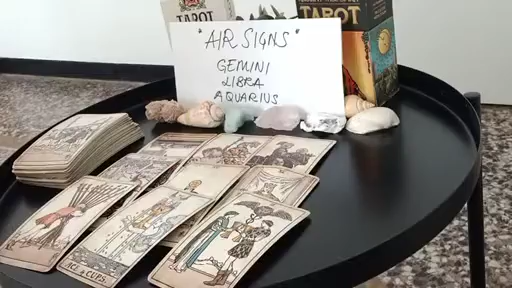 TAROT
TAROT
"AIR SIGNS"
GEMINI
LIBRA
AQUARIUS
ACE of CUPS.